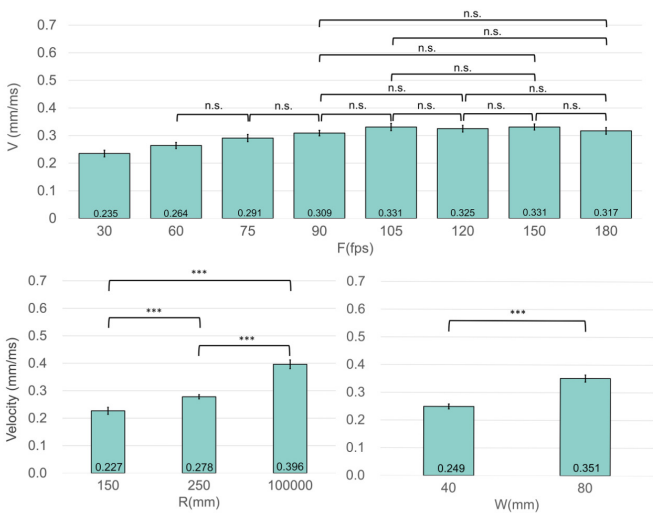 n.s.
0.7
n.s.
0.6
n.s.
0.5
n.s.
n.s. n.s.
0.4
n.s. n.s. n.s. n.s. n.s. n.s.
0.3
0.2
0.1
0
V (mm/ms)
0.235 0.264 0.291 0.309 0.331 0.325 0.331 0.317
30 60 75 90 105 120 150 180
F(fps)
0.7
***
0.6
***
0.5
***
0.4
0.3
0.2
0.1
0.0
Velocity (mm/ms)
0.227 0.278 0.396
150 250 100000
R(mm)
0.7
0.6
***
0.5
0.4
0.3
0.2
0.1
0.0
0.249 0.351
40 80
W(mm)